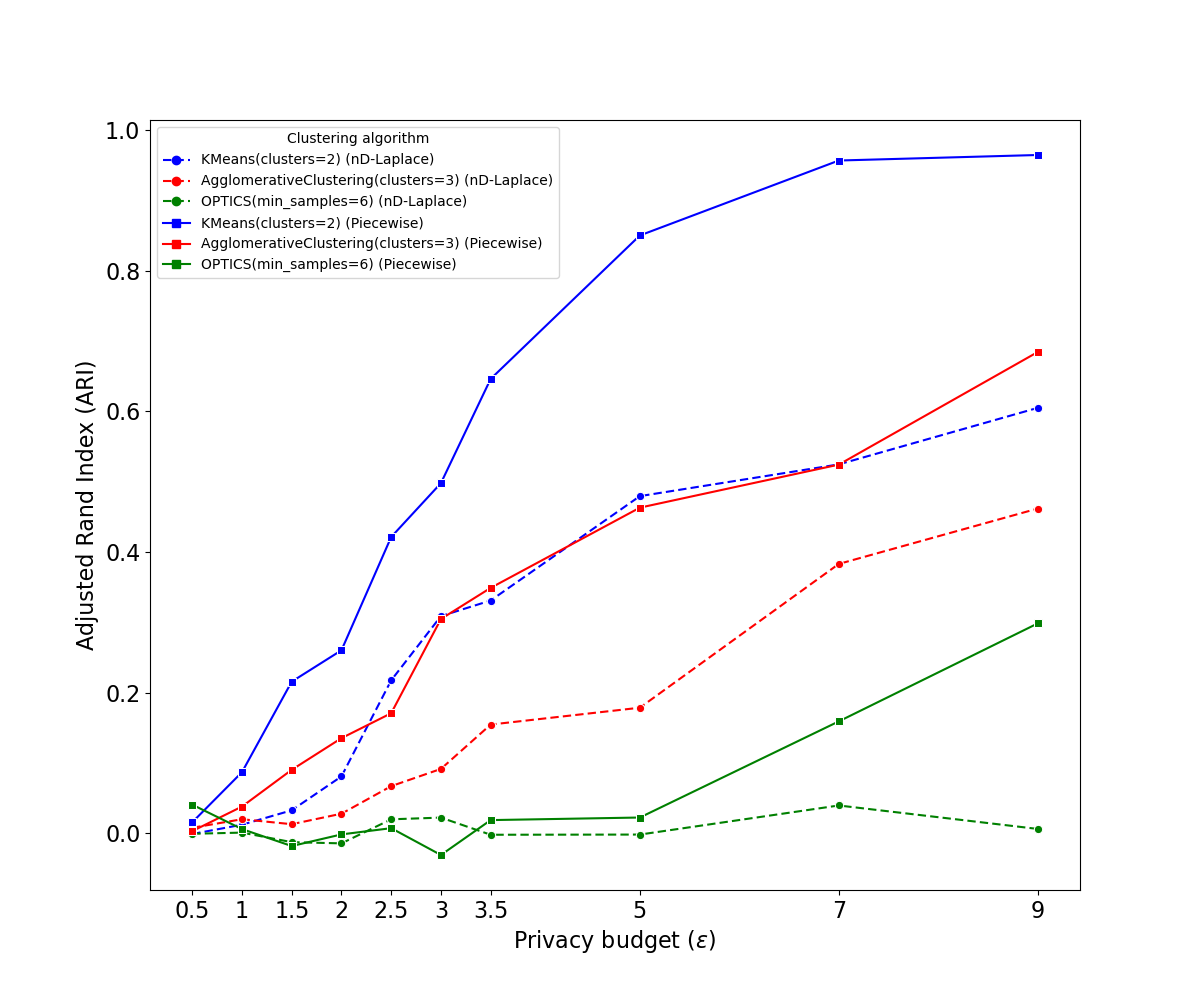 Clustering algorithm
KMeans(clusters=2) (nD-Laplace)
AgglomerativeClustering(clusters=3) (nD-Laplace)
OPTICS(min_samples=6) (nD-Laplace)
KMeans(clusters=2) (Piecewise)
AgglomerativeClustering(clusters=3) (Piecewise)
OPTICS(min_samples=6) (Piecewise)
Adjusted Rand Index (ARI)
1.0
0.8
0.6
0.4
0.2
0.0
0.5 1 1.5 2 2.5 3 3.5 5 7 9
Privacy budget (ε)